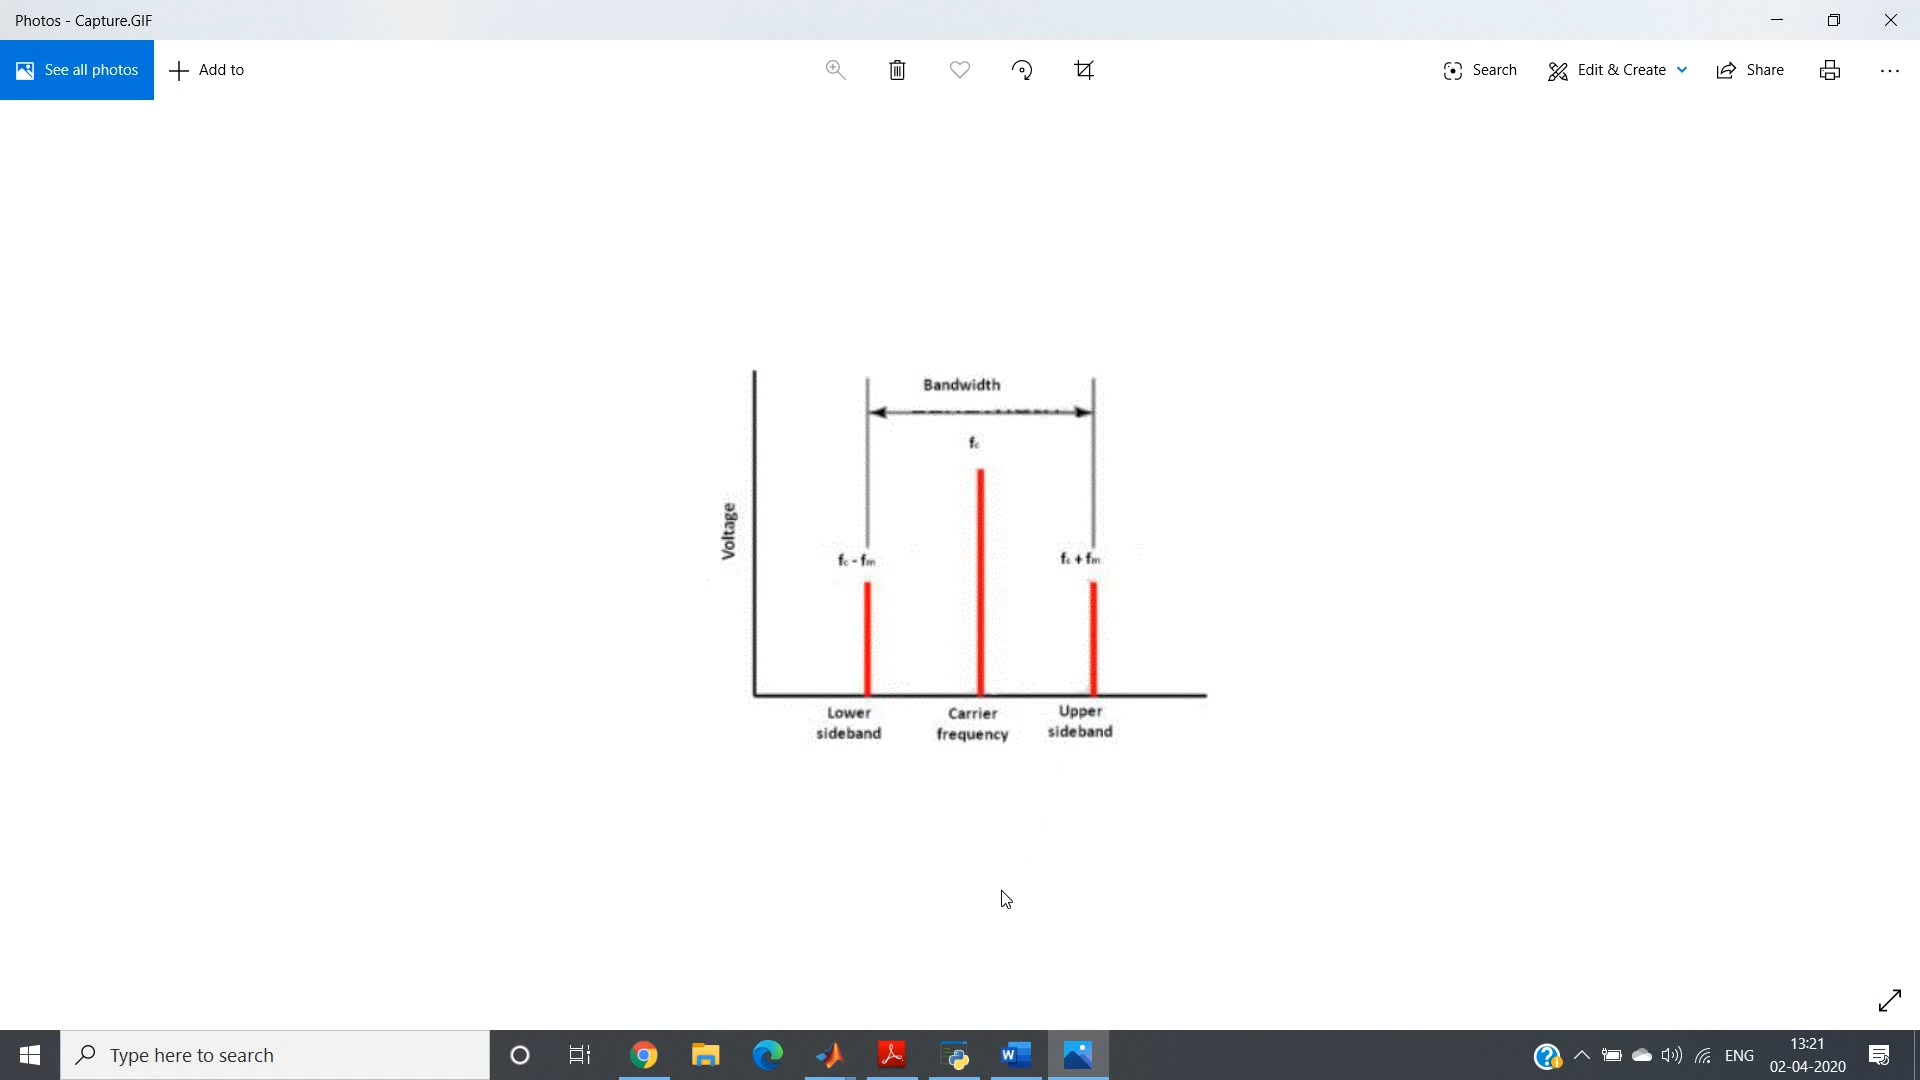 Photos - Capture.GIF
See all photos
Add to
Search
Edit & Create
Share
Bandwidth
fc
Voltage
fc - fm
fc + fm
Lower
sideband
Carrier
frequency
Upper
sideband
Type here to search
ENG
13:21
02-04-2020